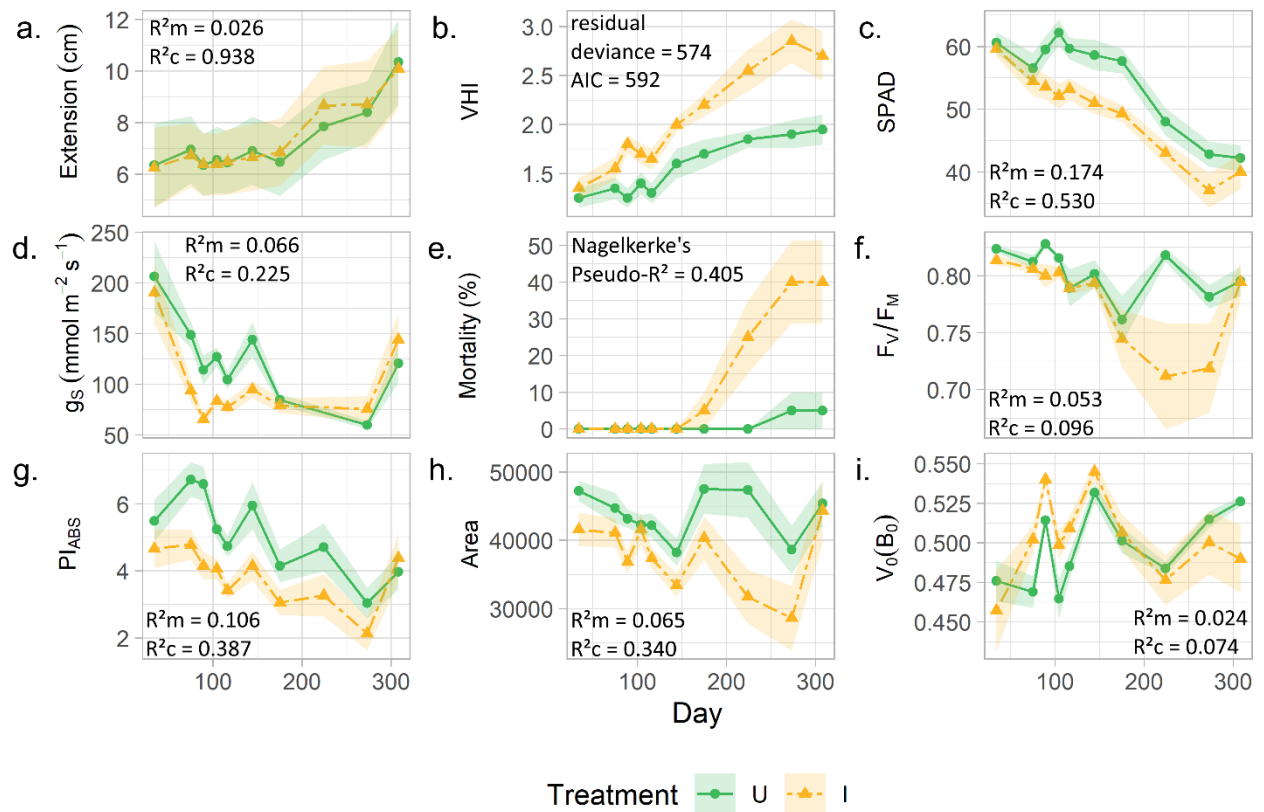 a.
Extension (cm)
12
10
8
6
R²m = 0.026
R²c = 0.938
b.
VHI
3.0
2.5
2.0
1.5
residual
deviance = 574
AIC = 592
c.
SPAD
60
50
40
R²m = 0.174
R²c = 0.530
d.
gS (mmol m⁻² s⁻¹)
250
200
150
100
50
R²m = 0.066
R²c = 0.225
e.
Mortality (%)
50
40
30
20
10
0
Nagelkerke's
Pseudo-R² = 0.405
f.
FV/FM
0.80
0.75
0.70
R²m = 0.053
R²c = 0.096
g.
PIABS
6
4
2
R²m = 0.106
R²c = 0.387
100 200 300
h.
Area
50000
40000
30000
R²m = 0.065
R²c = 0.340
100 200 300
i.
V₀(B₀)
0.550
0.525
0.500
0.475
0.450
R²m = 0.024
R²c = 0.074
100 200 300
Day
Treatment U I